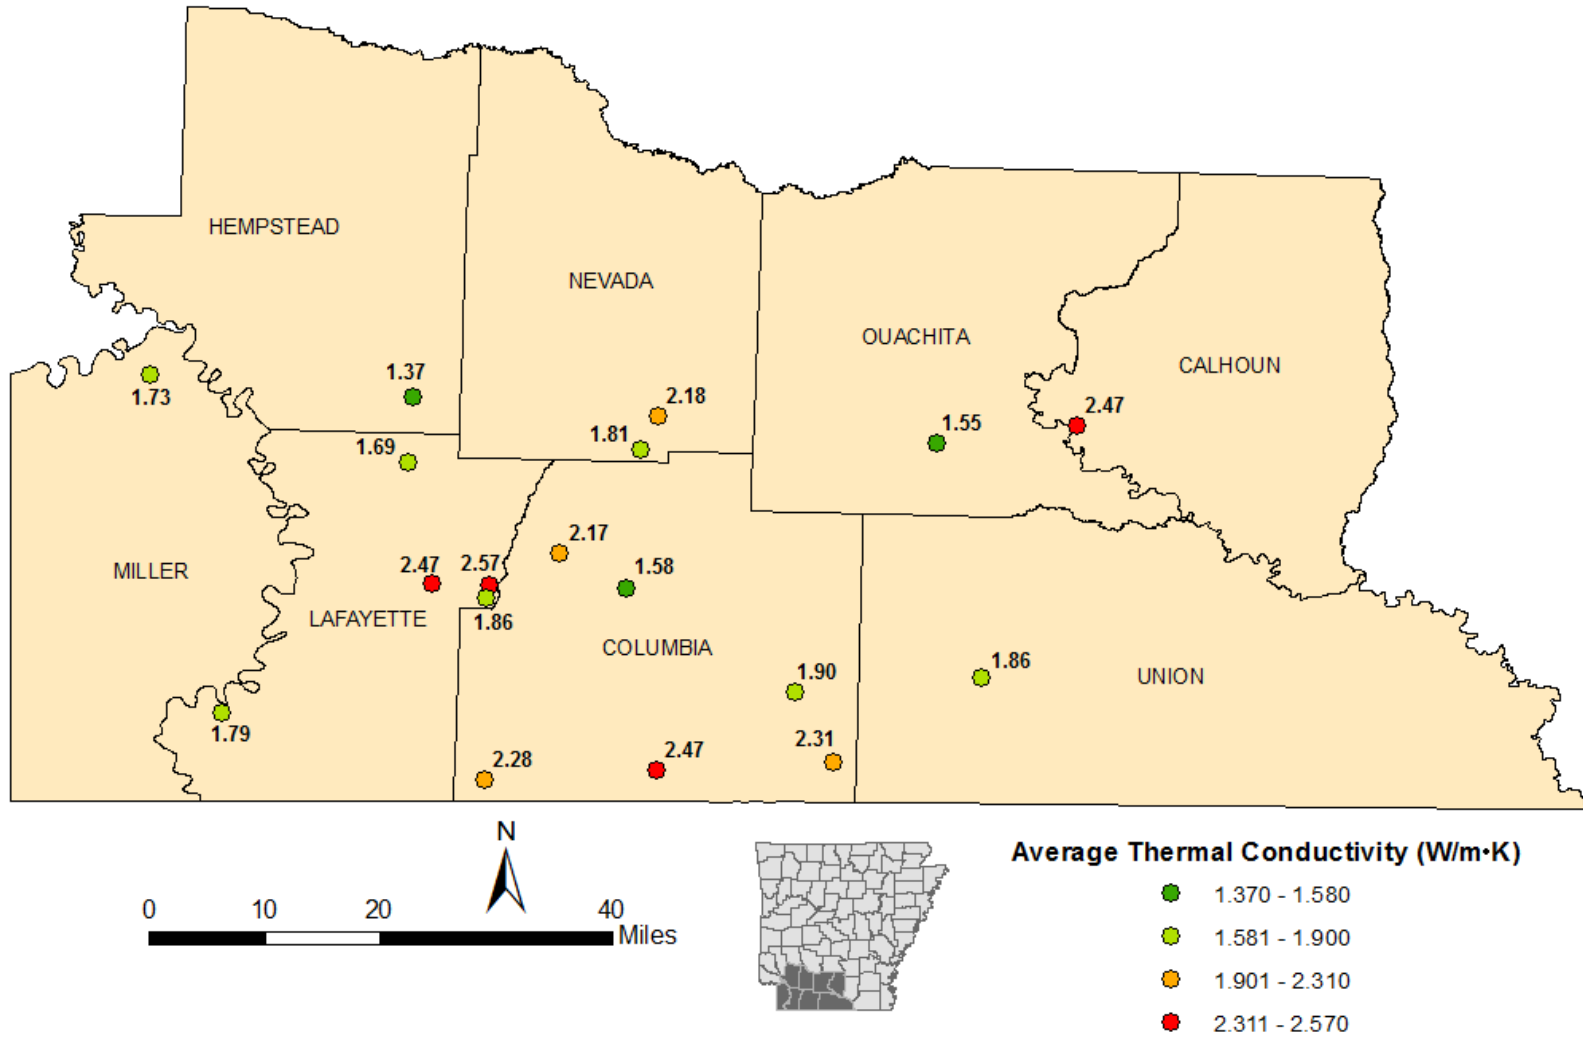 HEMPSTEAD
NEVADA
OUACHITA
CALHOUN
1.37
1.73
2.18
2.47
1.55
1.81
1.69
2.17
2.47
2.57
1.58
MILLER
LAFAYETTE
1.86
COLUMBIA
1.90
1.86
UNION
1.79
2.28
2.47
2.31
N
0 10 20 40
Miles
Average Thermal Conductivity (W/m•K)
1.370 - 1.580
1.581 - 1.900
1.901 - 2.310
2.311 - 2.570